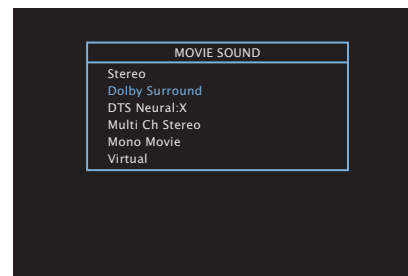 MOVIE SOUND
Stereo
Dolby Surround
DTS Neural:X
Multi Ch Stereo
Mono Movie
Virtual